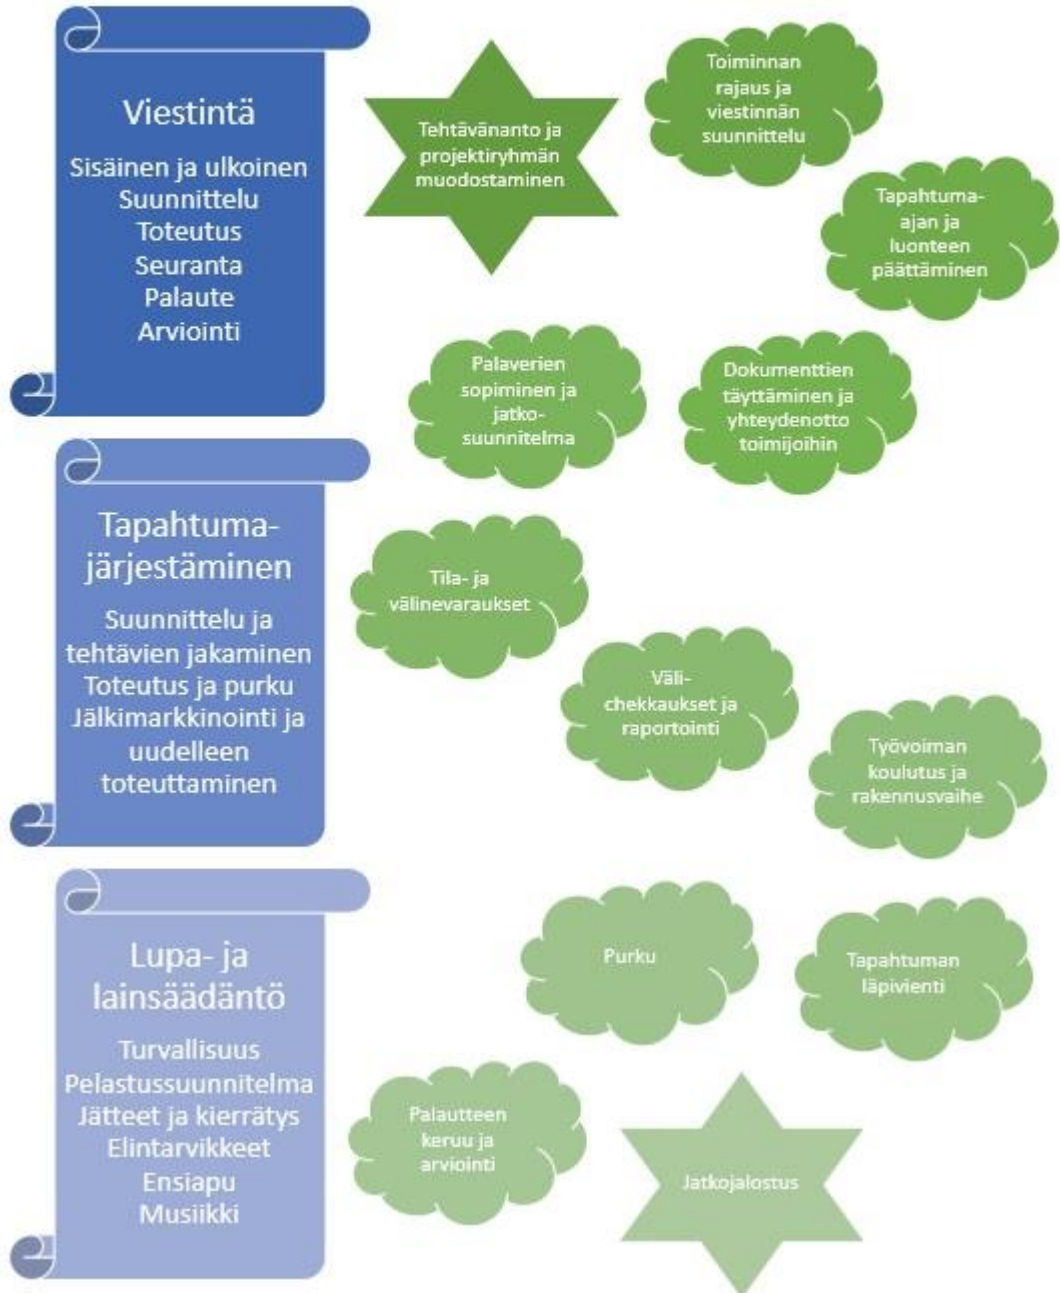 Viestintä
Sisäinen ja ulkoinen
Suunnittelu
Toteutus
Seuranta
Palaute
Arviointi
Tapahtuma-
järjestäminen
Suunnittelu ja
tehtävien jakaminen
Toteutus ja purku
Jälkimarkkinointi ja
uudelleen
toteuttaminen
Lupa- ja
lainsäädäntö
Turvallisuus
Pelastussuunnitelma
Jätteet ja kierrätys
Elintarvikkeet
Ensiapu
Musiikki
Tehtävänanto ja
projektiryhmän
muodostaminen
Toiminnan
rajaus ja
viestinnän
suunnittelu
Tapahtuma-
ajan ja
luonteen
päättäminen
Dokumenttien
täyttäminen ja
yhteydenotto
toimijoihin
Palaverien
sopiminen ja
jatko-
suunnitelma
Tila- ja
välinevaraukset
Väli-
chekkaukset ja
raportointi
Työvoiman
koulutus ja
rakennusvaihe
Tapahtuman
läpivienti
Purku
Palautteen
keruu ja
arviointi
Jatkojalostus